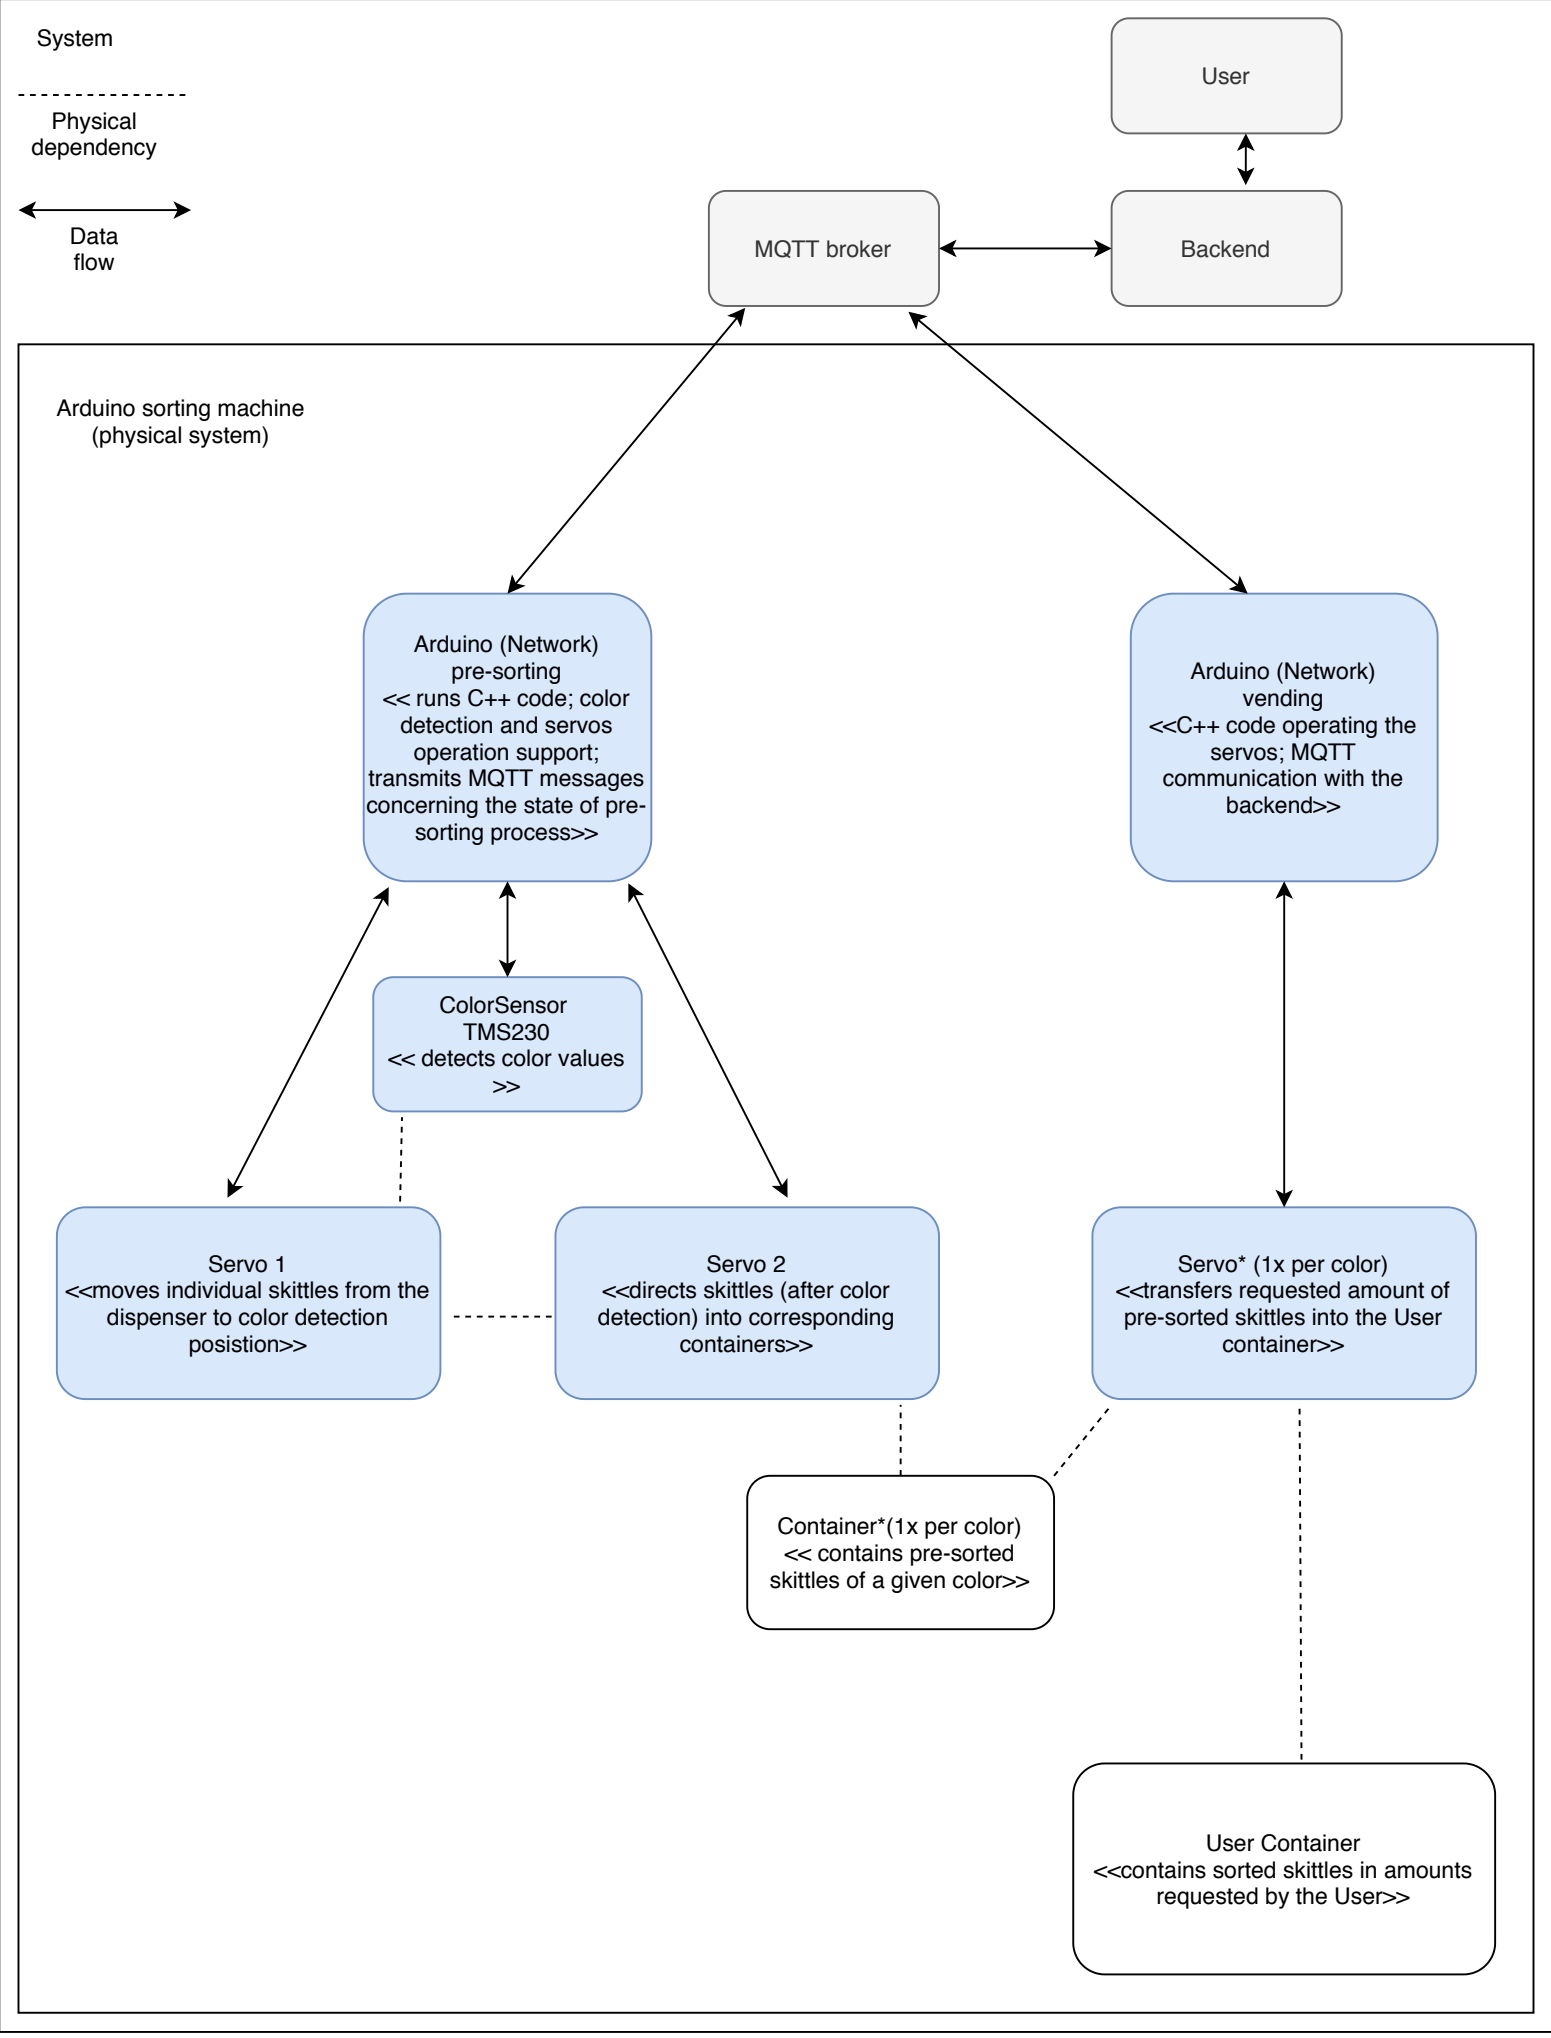 System
Physical
dependency
Data
flow
User
MQTT broker
Backend
Arduino sorting machine
(physical system)
Arduino (Network)
pre-sorting
<< runs C++ code; color
detection and servos
operation support;
transmits MQTT messages
concerning the state of pre-
sorting process>>
Arduino (Network)
vending
<<C++ code operating the
servos; MQTT
communication with the
backend>>
ColorSensor
TMS230
<< detects color values
>>
Servo 1
<<moves individual skittles from the
dispenser to color detection
posistion>>
Servo 2
<<directs skittles (after color
detection) into corresponding
containers>>
Servo* (1x per color)
<<transfers requested amount of
pre-sorted skittles into the User
container>>
Container*(1x per color)
<< contains pre-sorted
skittles of a given color>>
User Container
<<contains sorted skittles in amounts
requested by the User>>